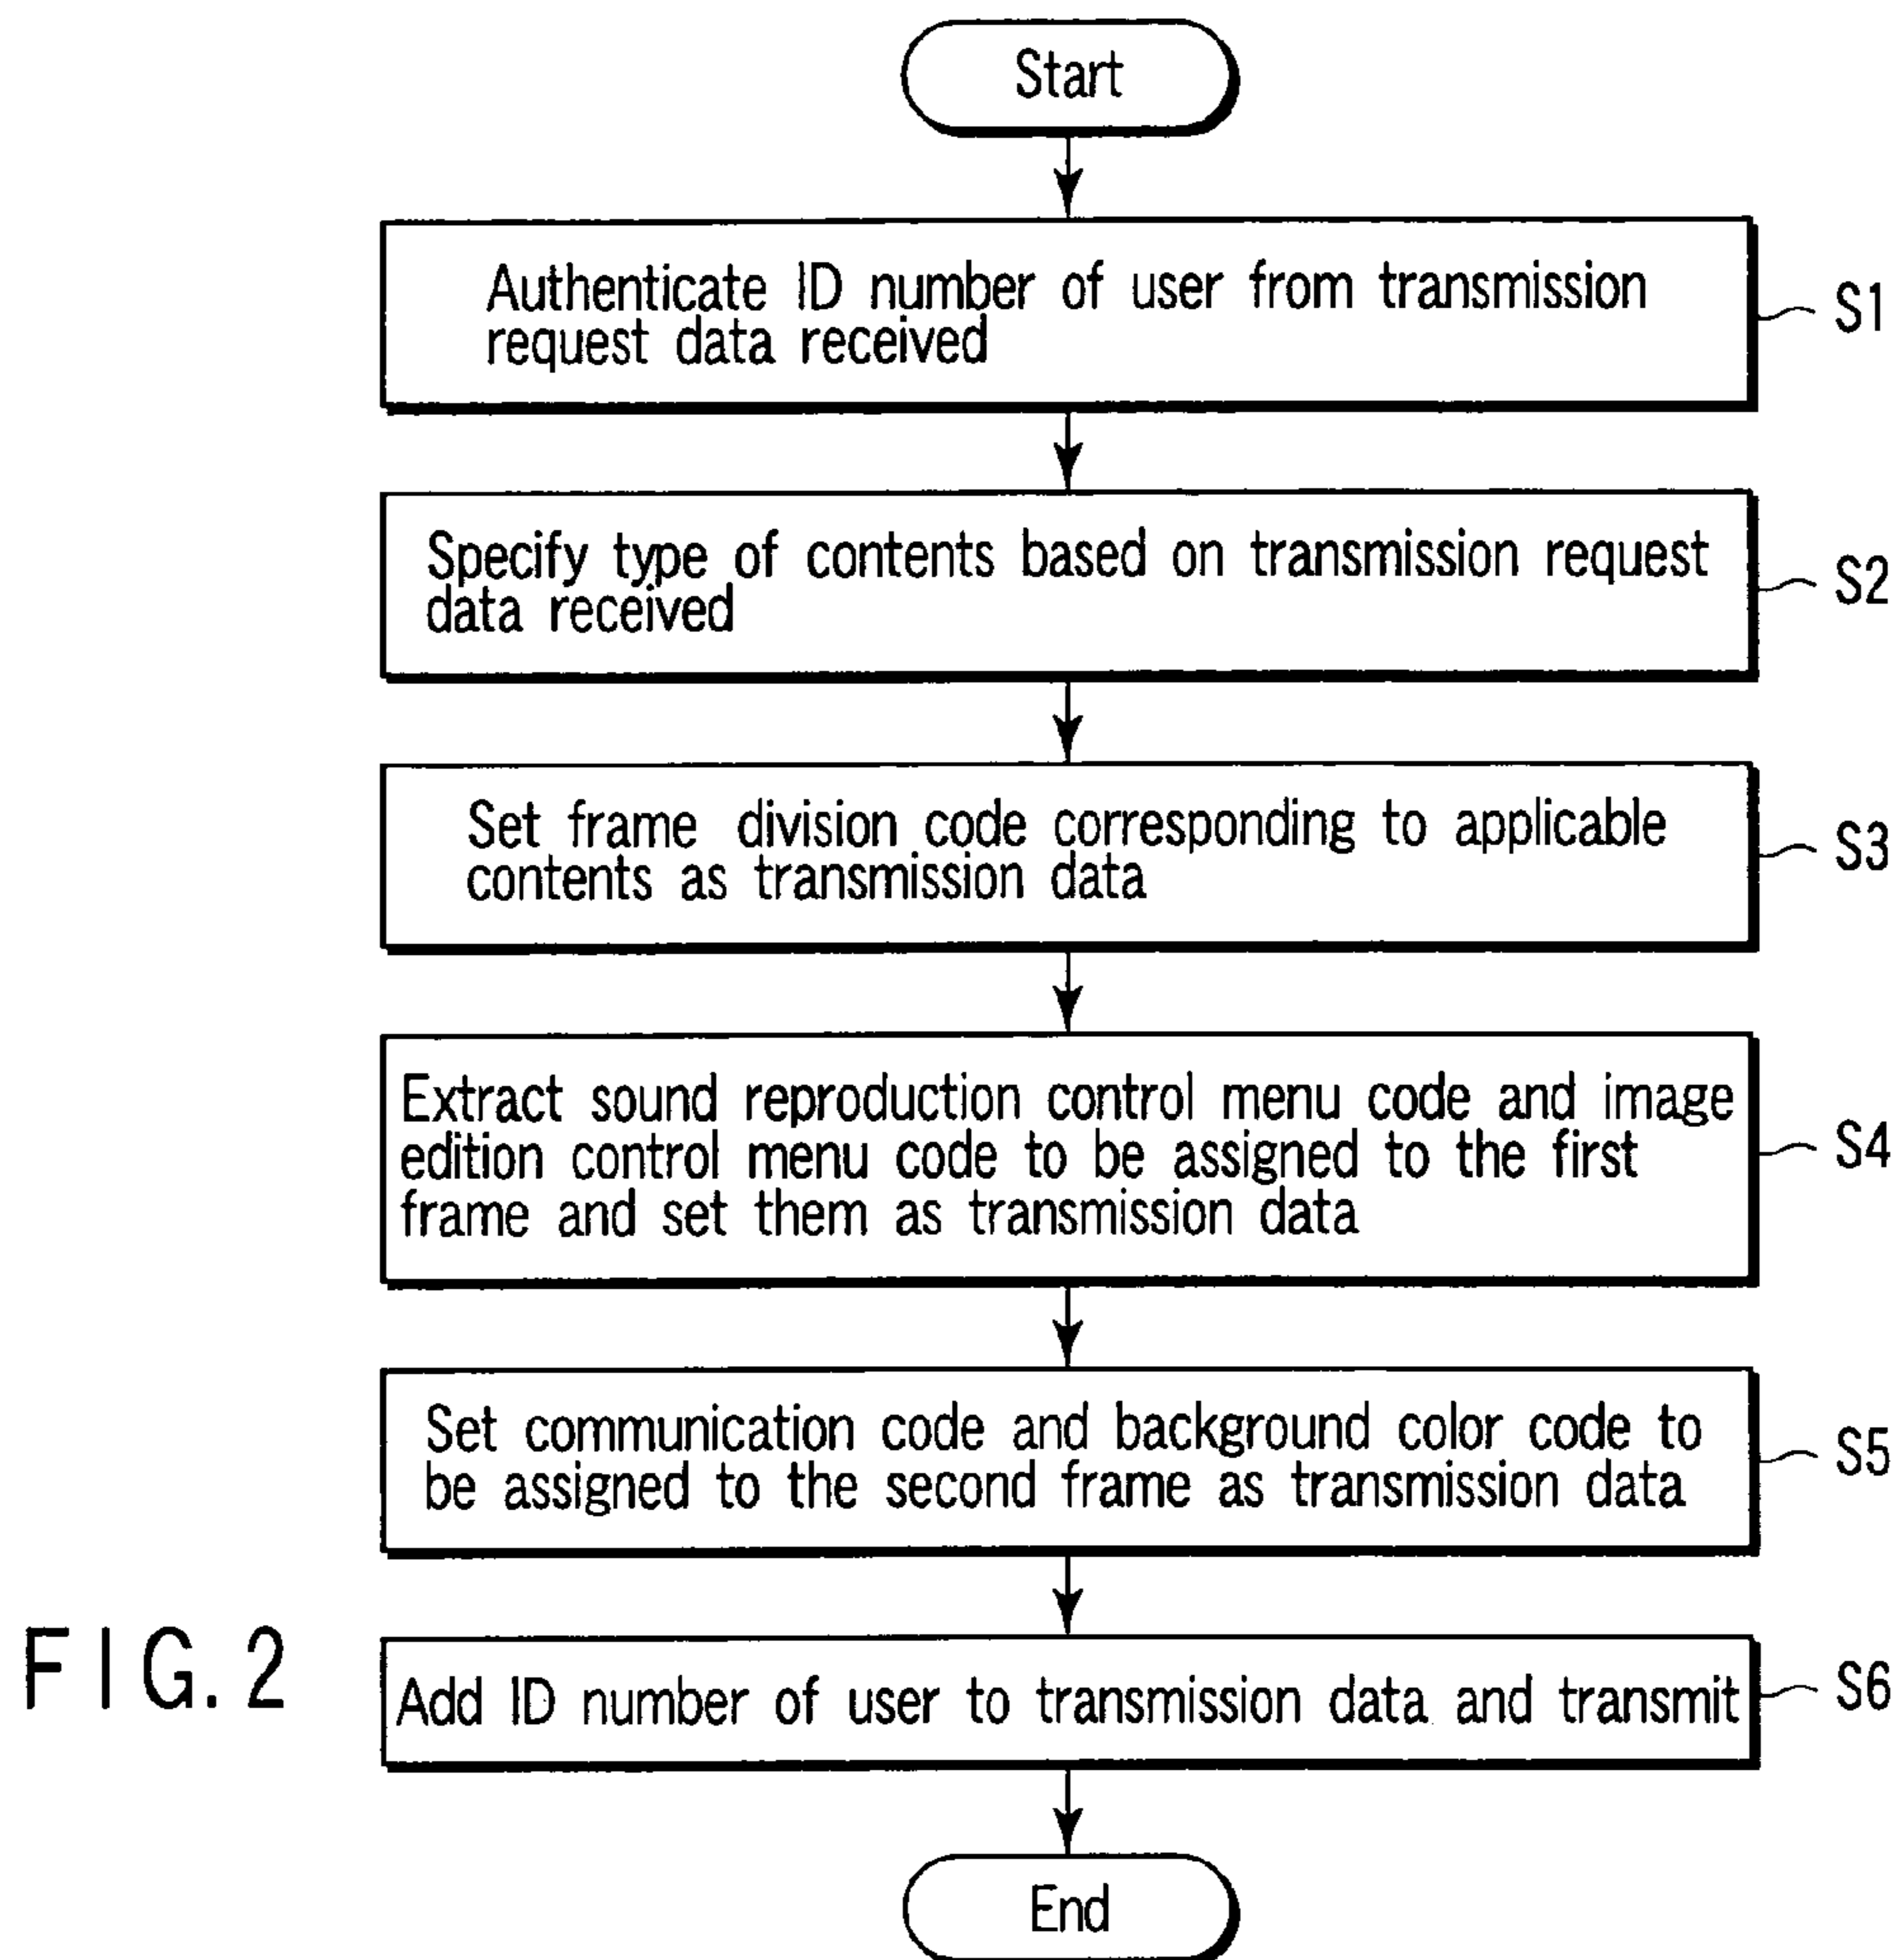 Start
Authenticate ID number of user from transmission
request data received
S1
Specify type of contents based on transmission request
data received
S2
Set frame division code corresponding to applicable
contents as transmission data
S3
Extract sound reproduction control menu code and image
edition control menu code to be assigned to the first
frame and set them as transmission data
S4
Set communication code and background color code to
be assigned to the second frame as transmission data
S5
Add ID number of user to transmission data and transmit
S6
End
FIG. 2